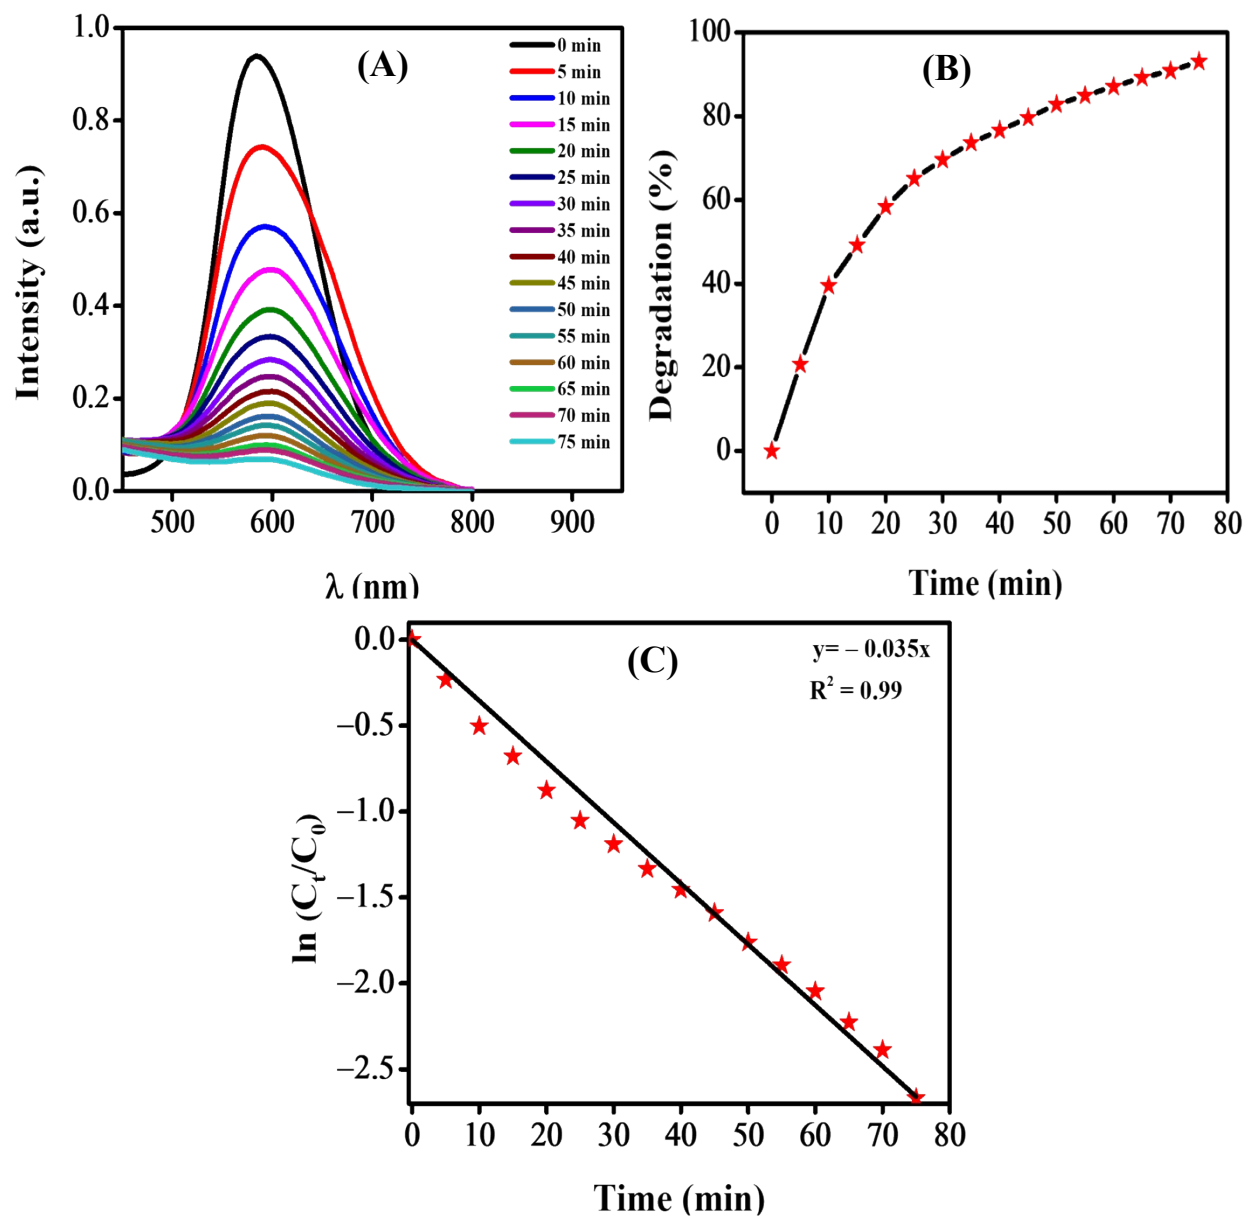 (A)
1.0
0.8
0.6
0.4
0.2
0.0
Intensity (a.u.)
500 600 700 800 900
λ (nm)
0 min
5 min
10 min
15 min
20 min
25 min
30 min
35 min
40 min
45 min
50 min
55 min
60 min
65 min
70 min
75 min
(B)
100
80
60
40
20
0
Degradation (%)
0 10 20 30 40 50 60 70 80
Time (min)
(C)
y= – 0.035x
R² = 0.99
0.0
–0.5
–1.0
–1.5
–2.0
–2.5
ln (Cₜ/C₀)
0 10 20 30 40 50 60 70 80
Time (min)